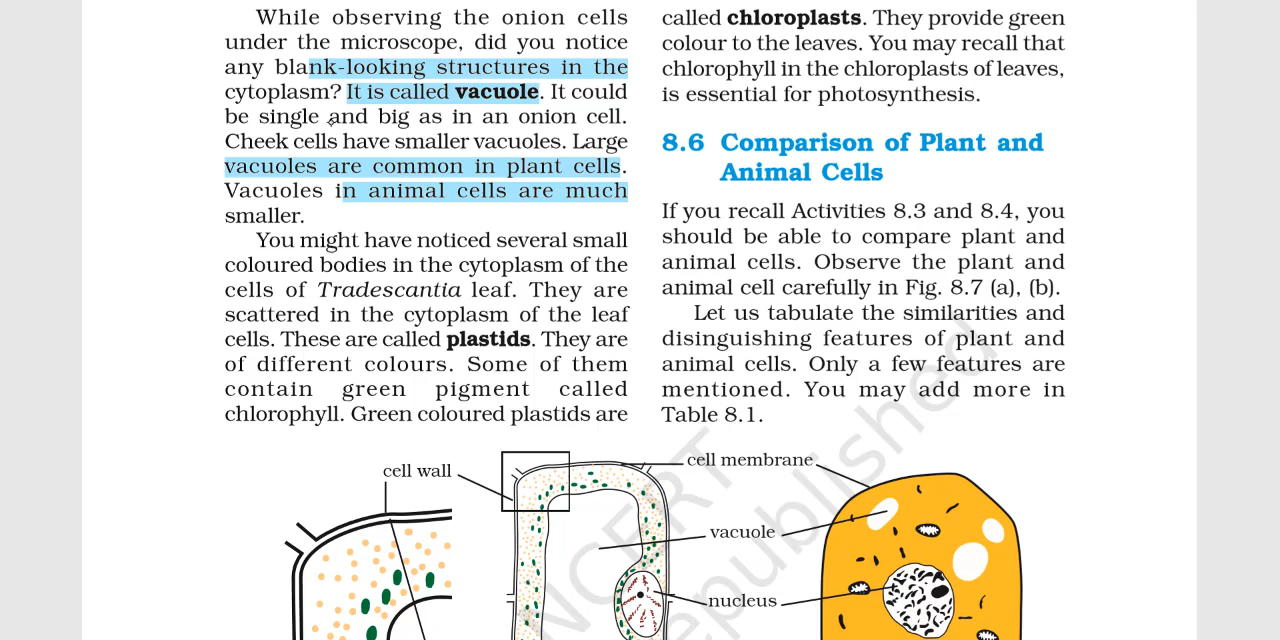 While observing the onion cells
under the microscope, did you notice
any blank-looking structures in the
cytoplasm? It is called vacuole. It could
be single and big as in an onion cell.
Cheek cells have smaller vacuoles. Large
vacuoles are common in plant cells.
Vacuoles in animal cells are much
smaller.
You might have noticed several small
coloured bodies in the cytoplasm of the
cells of Tradescantia leaf. They are
scattered in the cytoplasm of the leaf
cells. These are called plastids. They are
of different colours. Some of them
contain green pigment called
chlorophyll. Green coloured plastids are
called chloroplasts. They provide green
colour to the leaves. You may recall that
chlorophyll in the chloroplasts of leaves,
is essential for photosynthesis.
8.6 Comparison of Plant and
Animal Cells
If you recall Activities 8.3 and 8.4, you
should be able to compare plant and
animal cells. Observe the plant and
animal cell carefully in Fig. 8.7 (a), (b).
Let us tabulate the similarities and
disinguishing features of plant and
animal cells. Only a few features are
mentioned. You may add more in
Table 8.1.
cell wall
cell membrane
vacuole
nucleus
NCERT
republished